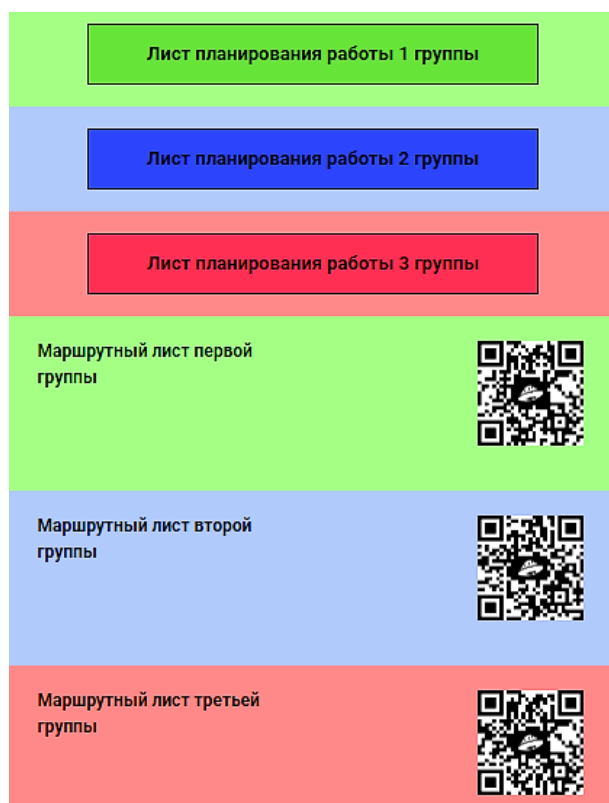 Лист планирования работы 1 группы
Лист планирования работы 2 группы
Лист планирования работы 3 группы
Маршрутный лист первой
группы
Маршрутный лист второй
группы
Маршрутный лист третьей
группы